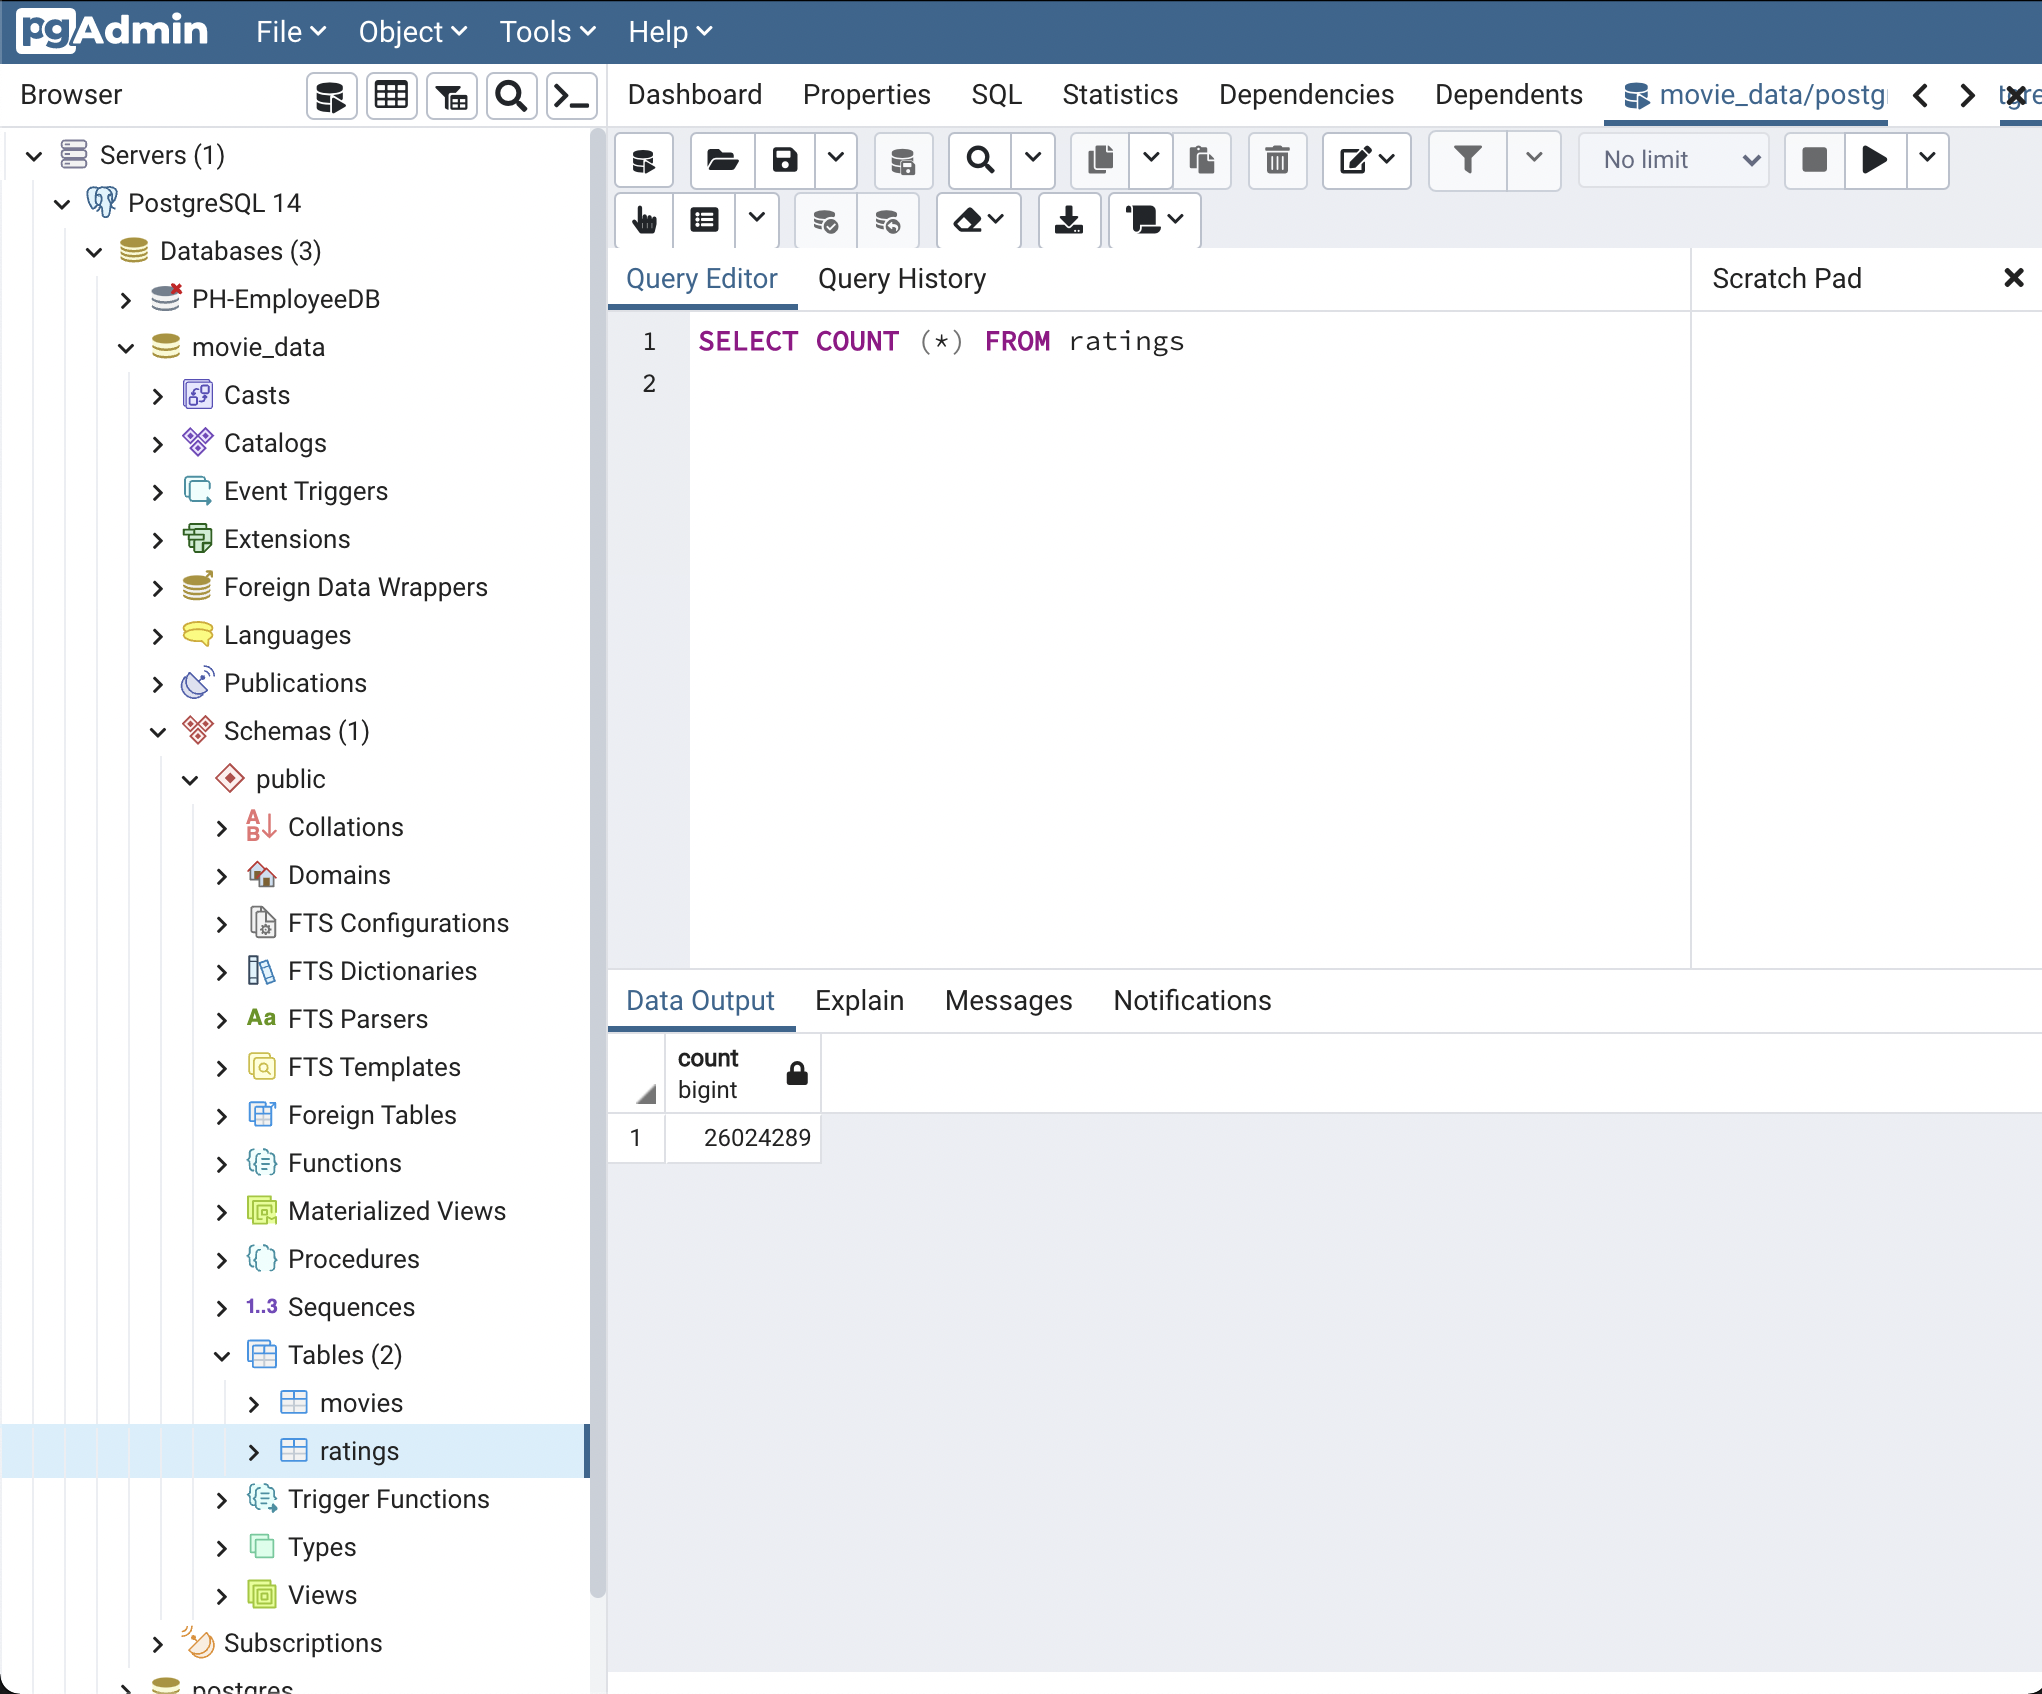 pgAdmin File Object Tools Help
Browser
Dashboard Properties SQL Statistics Dependencies Dependents movie_data/postg
Servers (1)
PostgreSQL 14
Databases (3)
PH-EmployeeDB
movie_data
Casts
Catalogs
Event Triggers
Extensions
Foreign Data Wrappers
Languages
Publications
Schemas (1)
public
Collations
Domains
FTS Configurations
FTS Dictionaries
Aa FTS Parsers
FTS Templates
Foreign Tables
Functions
Materialized Views
Procedures
1..3 Sequences
Tables (2)
movies
ratings
Trigger Functions
Types
Views
Subscriptions
postgres
No limit
Query Editor Query History
Scratch Pad
1 SELECT COUNT (*) FROM ratings
2
Data Output Explain Messages Notifications
count
bigint
1 26024289